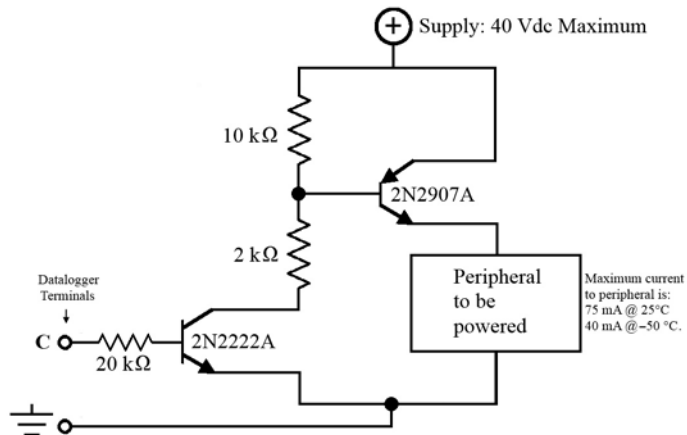 Supply: 40 Vdc Maximum
10 kΩ
2N2907A
2 kΩ
Datalogger
Terminals
C
20 kΩ
2N2222A
Peripheral
to be
powered
Maximum current
to peripheral is:
75 mA @ 25°C
40 mA @ –50 °C.